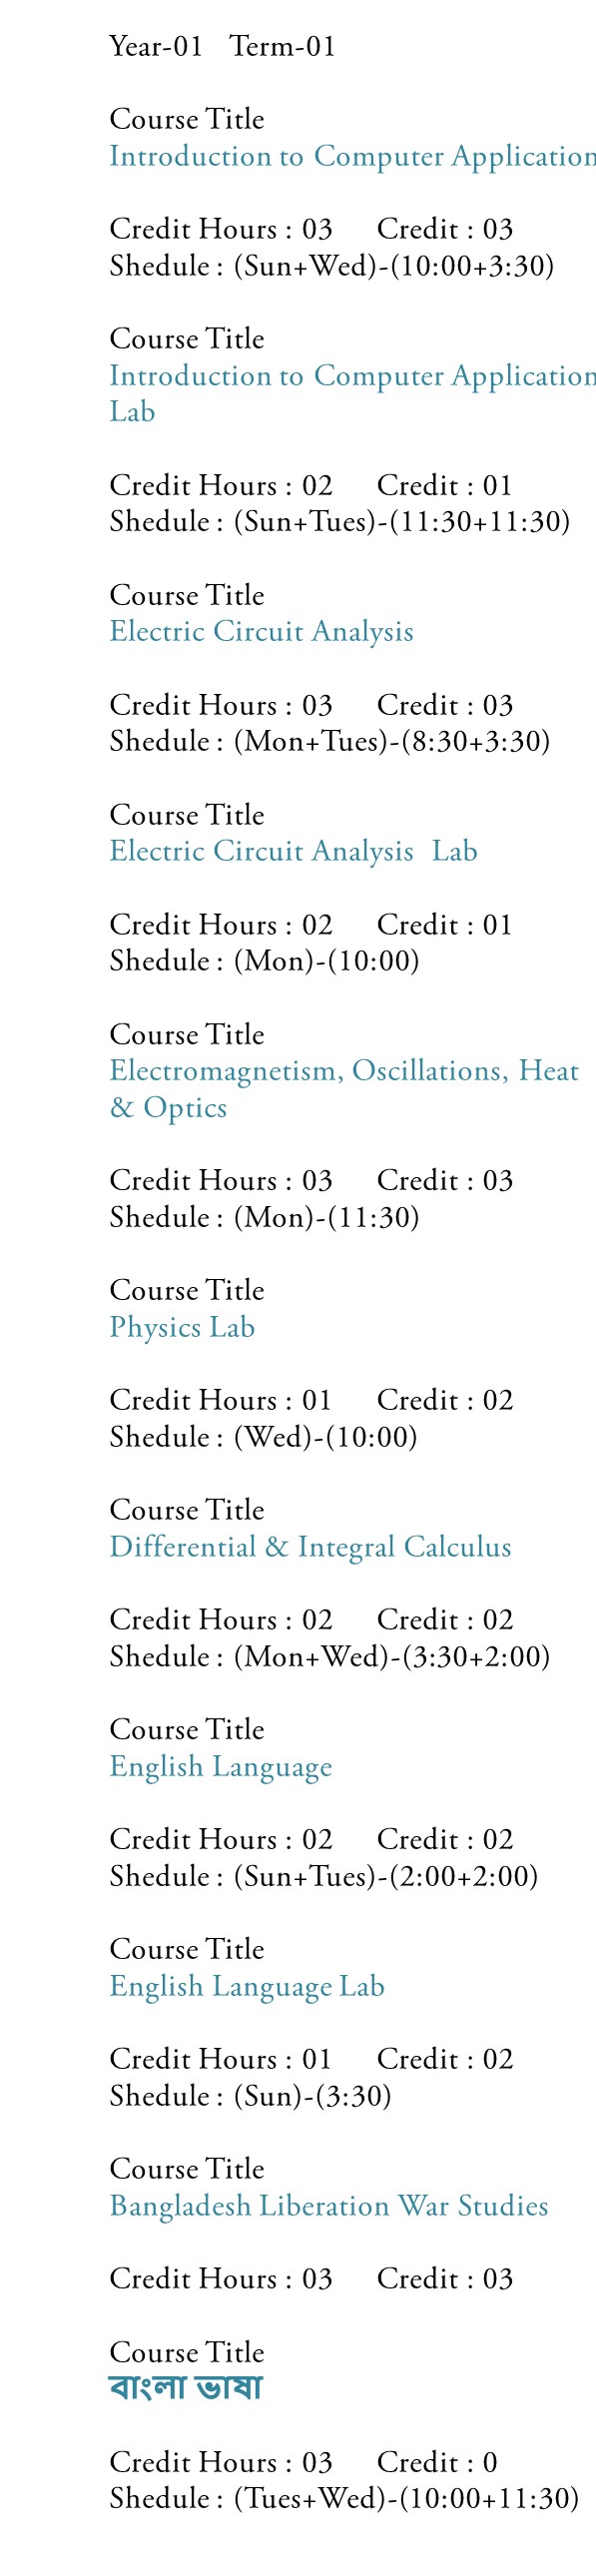 Year-01 Term-01
Course Title
Introduction to Computer Application
Credit Hours : 03 Credit : 03
Shedule : (Sun+Wed)-(10:00+3:30)
Course Title
Introduction to Computer Application
Lab
Credit Hours : 02 Credit : 01
Shedule : (Sun+Tues)-(11:30+11:30)
Course Title
Electric Circuit Analysis
Credit Hours : 03 Credit : 03
Shedule : (Mon+Tues)-(8:30+3:30)
Course Title
Electric Circuit Analysis Lab
Credit Hours : 02 Credit : 01
Shedule : (Mon)-(10:00)
Course Title
Electromagnetism, Oscillations, Heat
& Optics
Credit Hours : 03 Credit : 03
Shedule : (Mon)-(11:30)
Course Title
Physics Lab
Credit Hours : 01 Credit : 02
Shedule : (Wed)-(10:00)
Course Title
Differential & Integral Calculus
Credit Hours : 02 Credit : 02
Shedule : (Mon+Wed)-(3:30+2:00)
Course Title
English Language
Credit Hours : 02 Credit : 02
Shedule : (Sun+Tues)-(2:00+2:00)
Course Title
English Language Lab
Credit Hours : 01 Credit : 02
Shedule : (Sun)-(3:30)
Course Title
Bangladesh Liberation War Studies
Credit Hours : 03 Credit : 03
Course Title
বাংলা ভাষা
Credit Hours : 03 Credit : 0
Shedule : (Tues+Wed)-(10:00+11:30)